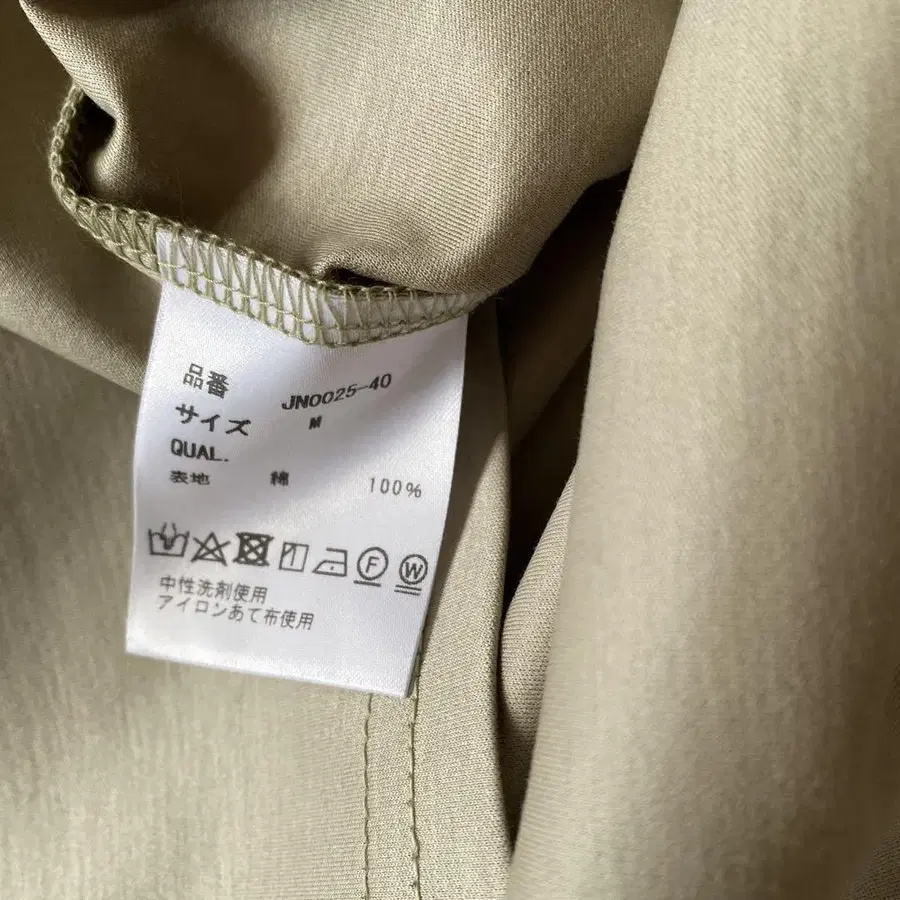 品番 JN0025-40
サイズ M
QUAL.
表地 綿 100%
F W
中性洗剤使用
アイロンあて布使用